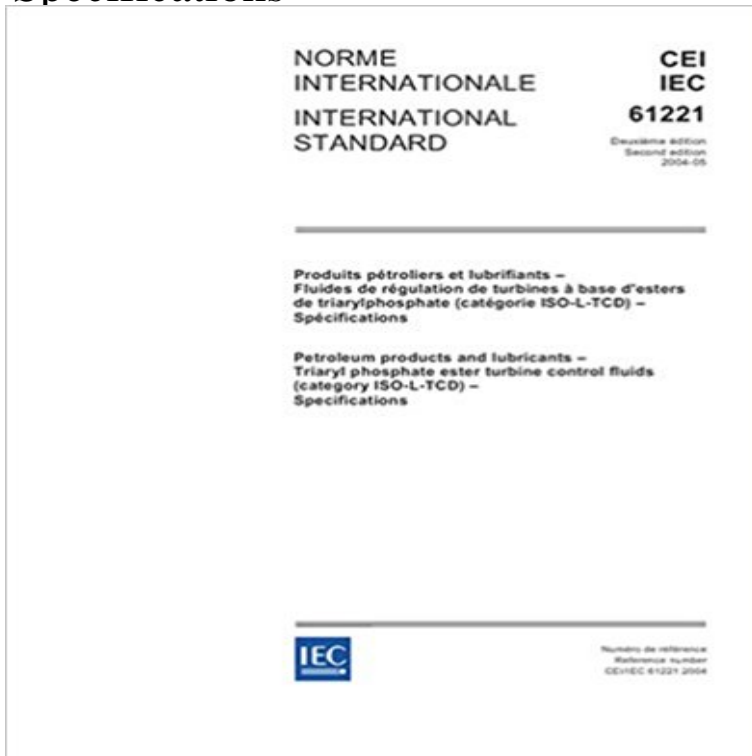 Specifications
NORME
INTERNATIONALE
CEI
IEC
INTERNATIONAL
STANDARD
61221
Deuxième édition
Second edition
2004-05
Produits pétroliers et lubrifiants –
Fluides de régulation de turbines à base d'esters
de triarylphosphate (catégorie ISO-L-TCD) –
Spécifications
Petroleum products and lubricants –
Triaryl phosphate ester turbine control fluids
(category ISO-L-TCD) –
Specifications
IEC
Numéro de référence
Reference number
CEI/IEC 61221:2004